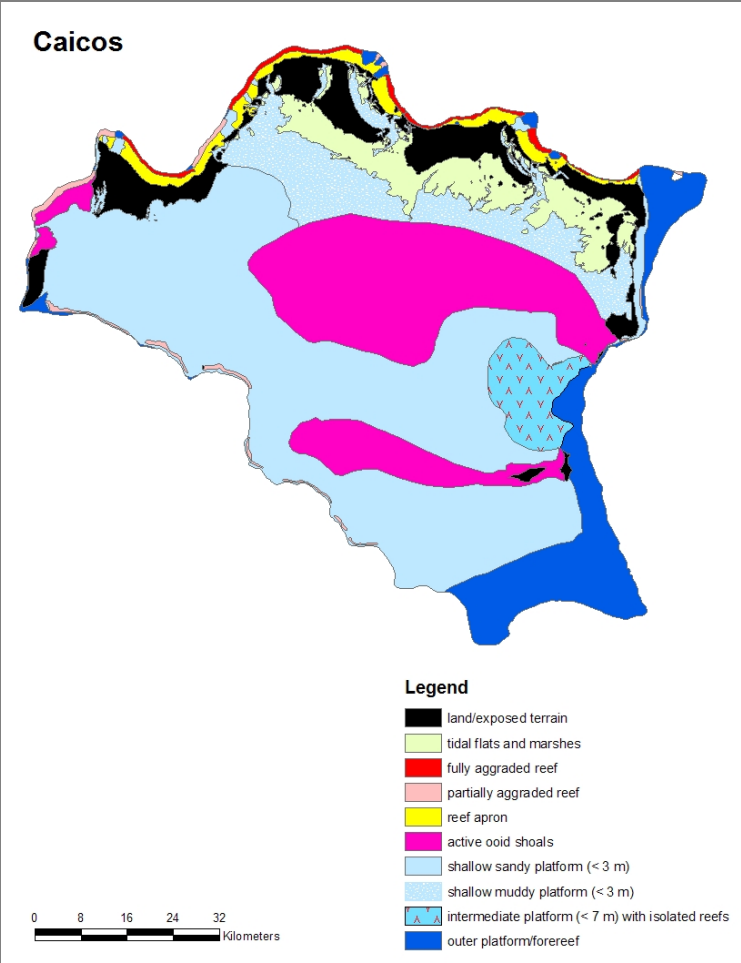 Caicos
Legend
land/exposed terrain
tidal flats and marshes
fully aggraded reef
partially aggraded reef
reef apron
active ooid shoals
shallow sandy platform (< 3 m)
shallow muddy platform (< 3 m)
intermediate platform (< 7 m) with isolated reefs
outer platform/forereef
0 8 16 24 32
Kilometers